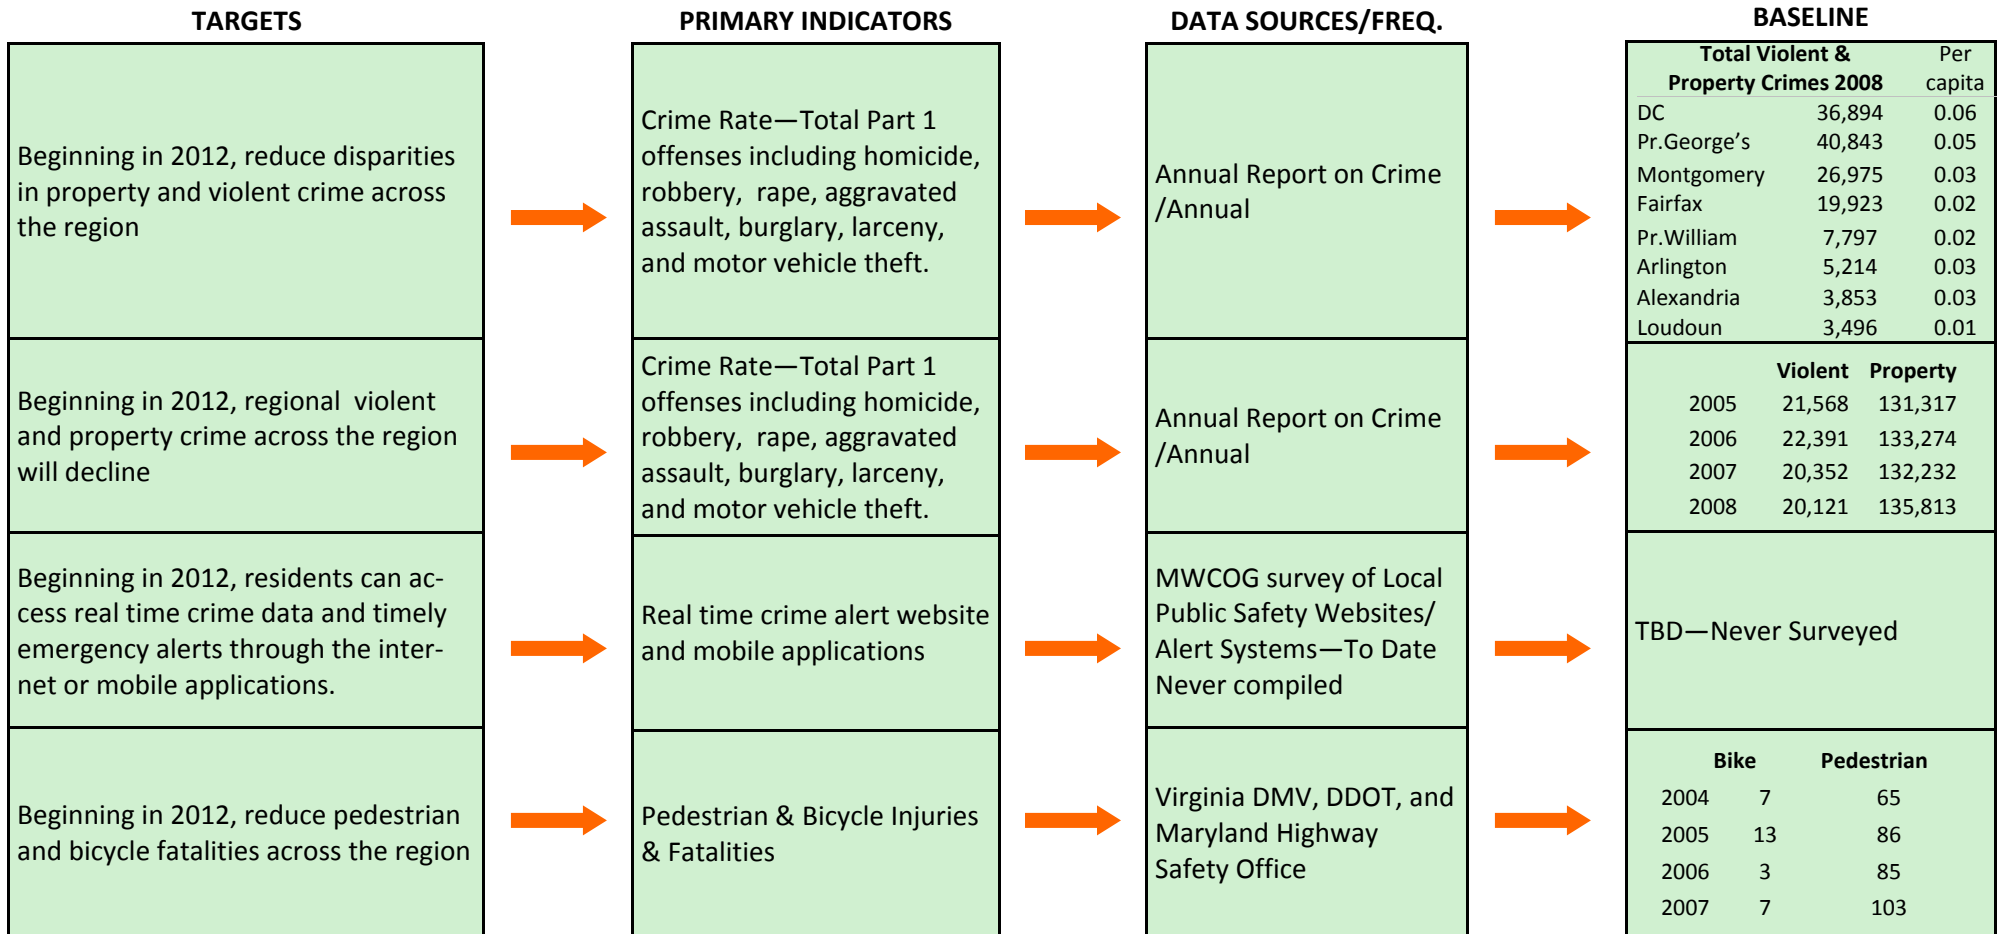 TARGETS
PRIMARY INDICATORS
DATA SOURCES/FREQ.
BASELINE
Beginning in 2012, reduce disparities
in property and violent crime across
the region
Crime Rate—Total Part 1
offenses including homicide,
robbery, rape, aggravated
assault, burglary, larceny,
and motor vehicle theft.
Annual Report on Crime
/Annual
Total Violent & Per
Property Crimes 2008 capita
DC 36,894 0.06
Pr.George’s 40,843 0.05
Montgomery 26,975 0.03
Fairfax 19,923 0.02
Pr.William 7,797 0.02
Arlington 5,214 0.03
Alexandria 3,853 0.03
Loudoun 3,496 0.01
Beginning in 2012, regional violent
and property crime across the region
will decline
Crime Rate—Total Part 1
offenses including homicide,
robbery, rape, aggravated
assault, burglary, larceny,
and motor vehicle theft.
Annual Report on Crime
/Annual
Violent Property
2005 21,568 131,317
2006 22,391 133,274
2007 20,352 132,232
2008 20,121 135,813
Beginning in 2012, residents can ac-
cess real time crime data and timely
emergency alerts through the inter-
net or mobile applications.
Real time crime alert website
and mobile applications
MWCOG survey of Local
Public Safety Websites/
Alert Systems—To Date
Never compiled
TBD—Never Surveyed
Beginning in 2012, reduce pedestrian
and bicycle fatalities across the region
Pedestrian & Bicycle Injuries
& Fatalities
Virginia DMV, DDOT, and
Maryland Highway
Safety Office
Bike Pedestrian
2004 7 65
2005 13 86
2006 3 85
2007 7 103